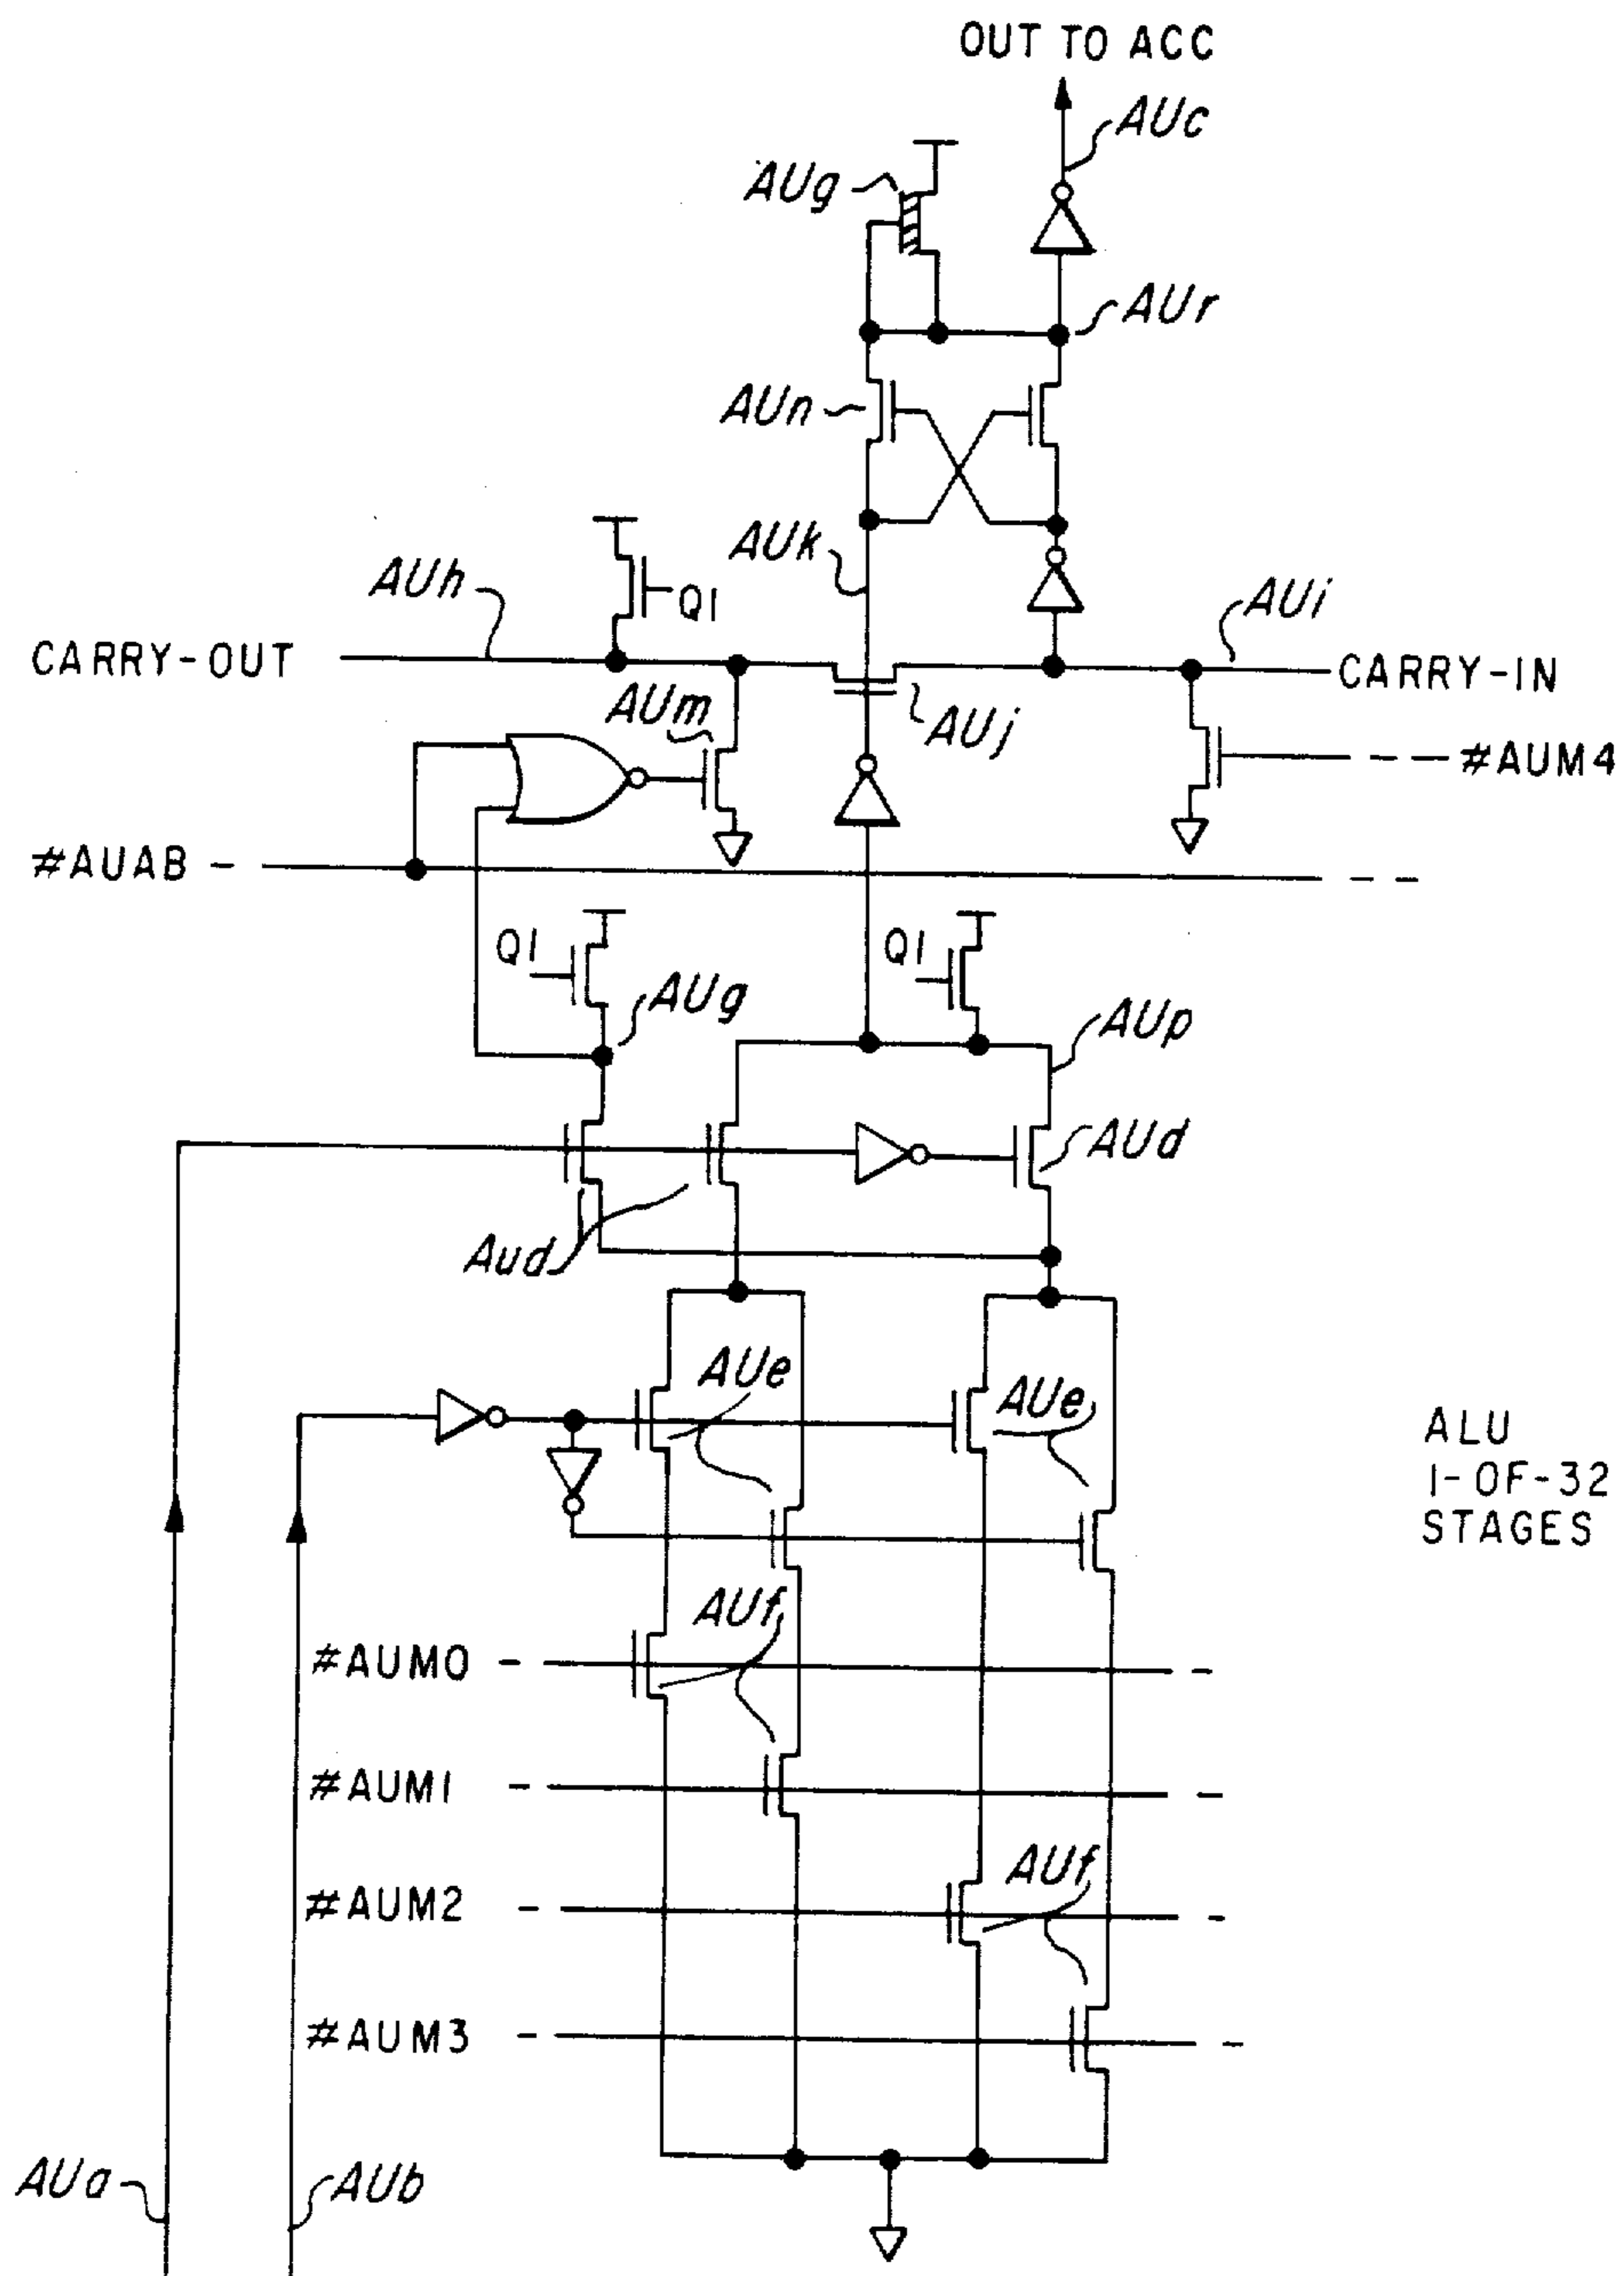 OUT TO ACC
AUc
AUg
AUr
AUn
AUk
AUh
Q1
AUi
CARRY-OUT
CARRY-IN
AUm
AUj
#AUM4
#AUAB
Q1
Q1
AUg
AUp
AUd
Aud
AUe
AUe
ALU
1-OF-32
STAGES
AUf
#AUM0
#AUM1
AUf
#AUM2
#AUM3
AUa
AUb